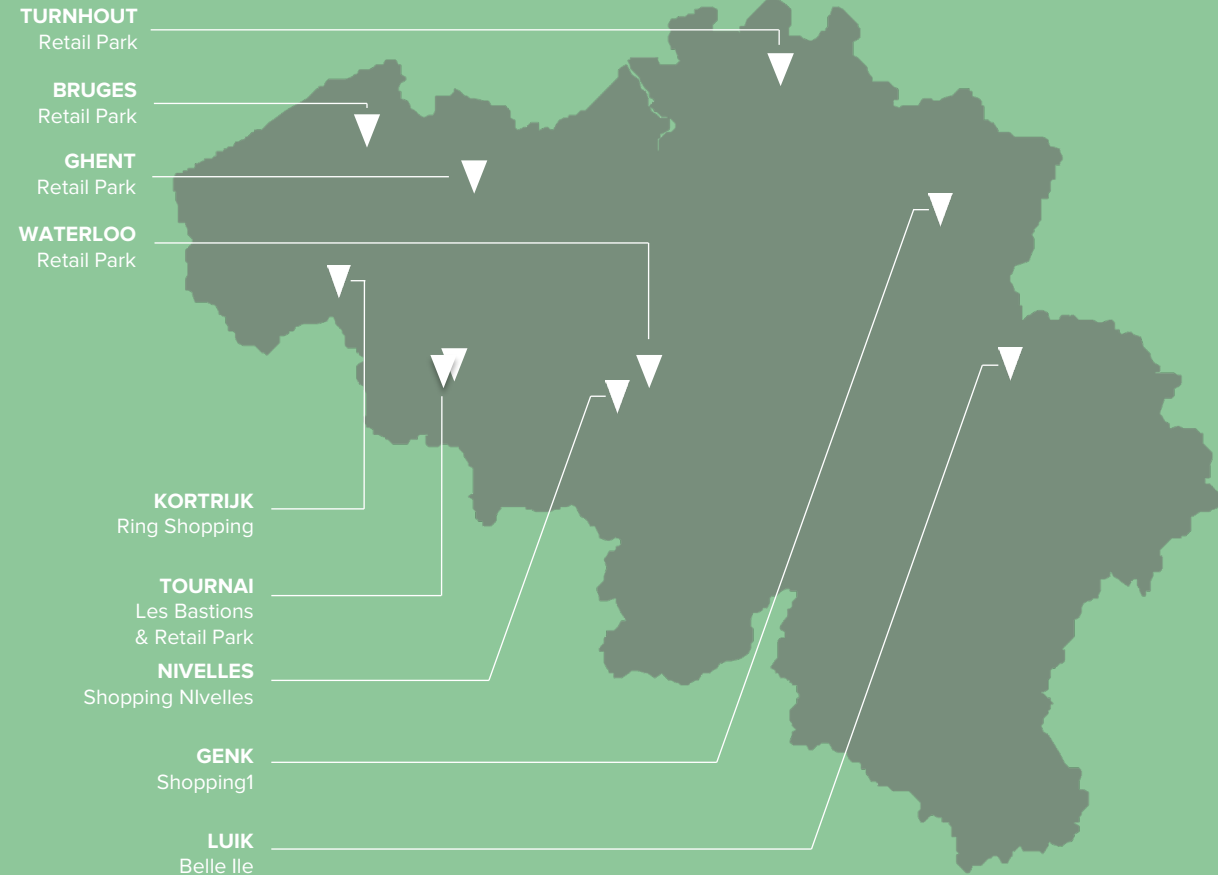 TURNHOUT
Retail Park
BRUGES
Retail Park
GHENT
Retail Park
WATERLOO
Retail Park
KORTRIJK
Ring Shopping
TOURNAI
Les Bastions
& Retail Park
NIVELLES
Shopping NIvelles
GENK
Shopping1
LUIK
Belle Ile